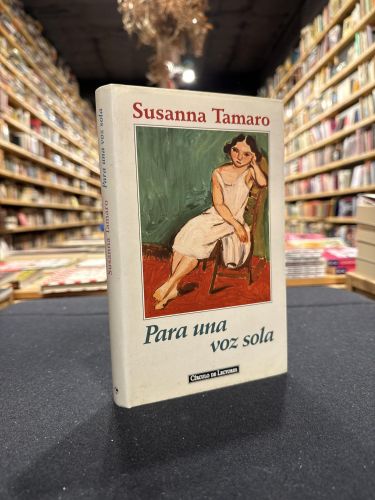 Susanna Tamaro
Para una
voz sola
CÍRCULO DE LECTORES
Susanna Tamaro Para una voz sola